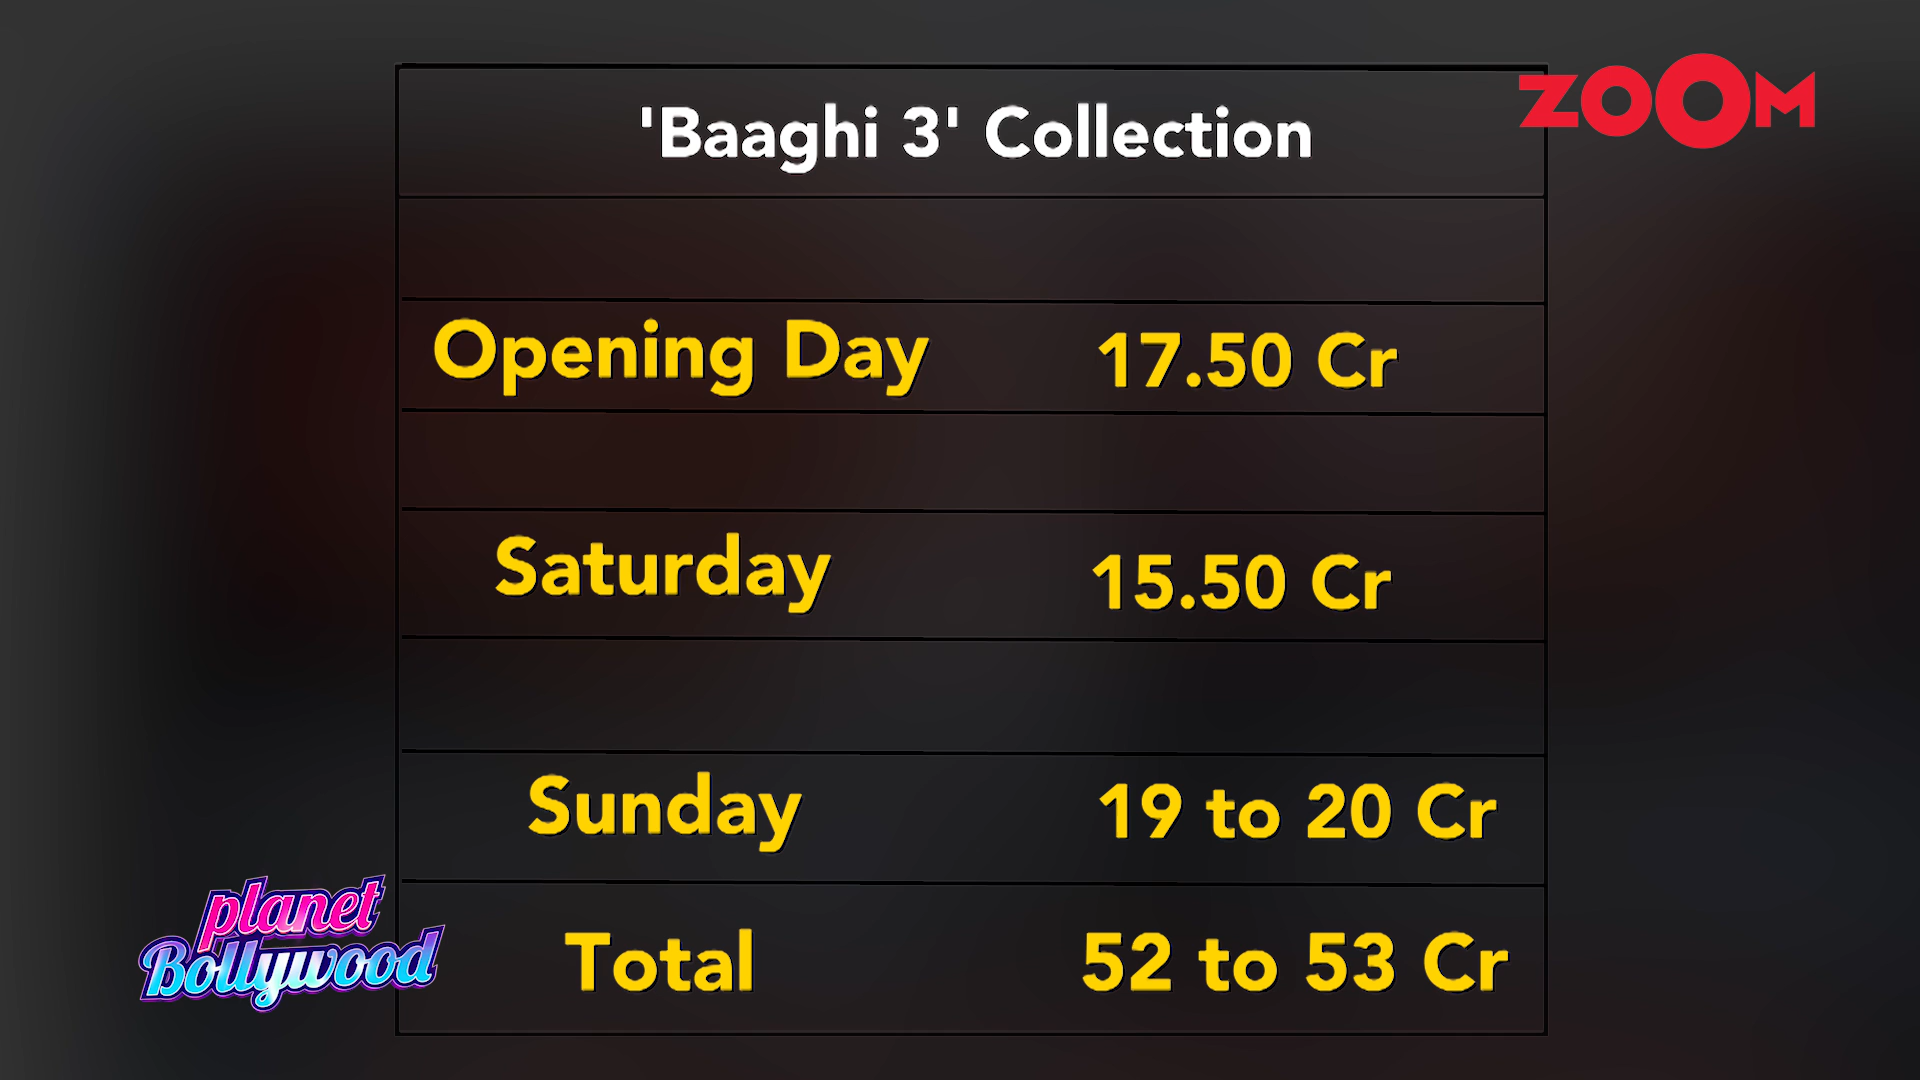 ZOOM
'Baaghi 3' Collection
Opening Day 17.50 Cr
Saturday 15.50 Cr
Sunday 19 to 20 Cr
Total 52 to 53 Cr
planet
Bollywood